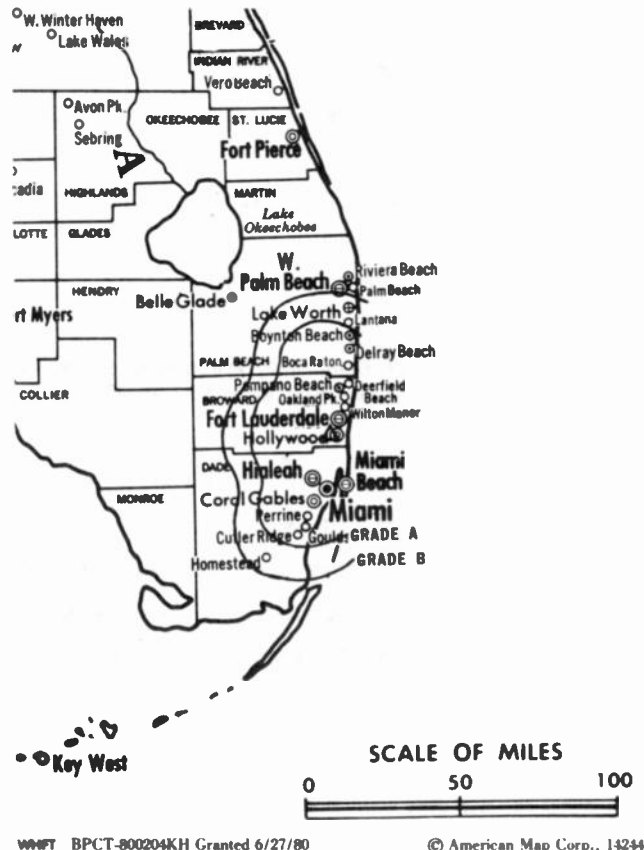 W. Winter Haven
Lake Wales
BREVARD
INDIAN RIVER
Vero Beach
Avon Pk.
Sebring
OKEECHOBEE
ST. LUCIE
Fort Pierce
A
cadia
HIGHLANDS
MARTIN
Lake
Okeechobee
LOTTE
GLADES
W.
Palm Beach
Riviera Beach
Palm Beach
HENDRY
Belle Glade
rt Myers
Lake Worth
Lantana
Boynton Beach
Delray Beach
PALM BEACH
Boca Raton
COLLIER
Pompano Beach
Deerfield
Beach
BROWARD
Oakland Pk.
Wilton Manor
Fort Lauderdale
Hollywood
DADE
Hialeah
Miami
Beach
MONROE
Coral Gables
Miami
Perrine
Cutler Ridge
Goulds
GRADE A
Homestead
GRADE B
Key West
SCALE OF MILES
0 50 100
WHFT BPCT-800204KH Granted 6/27/80
© American Map Corp., 14244